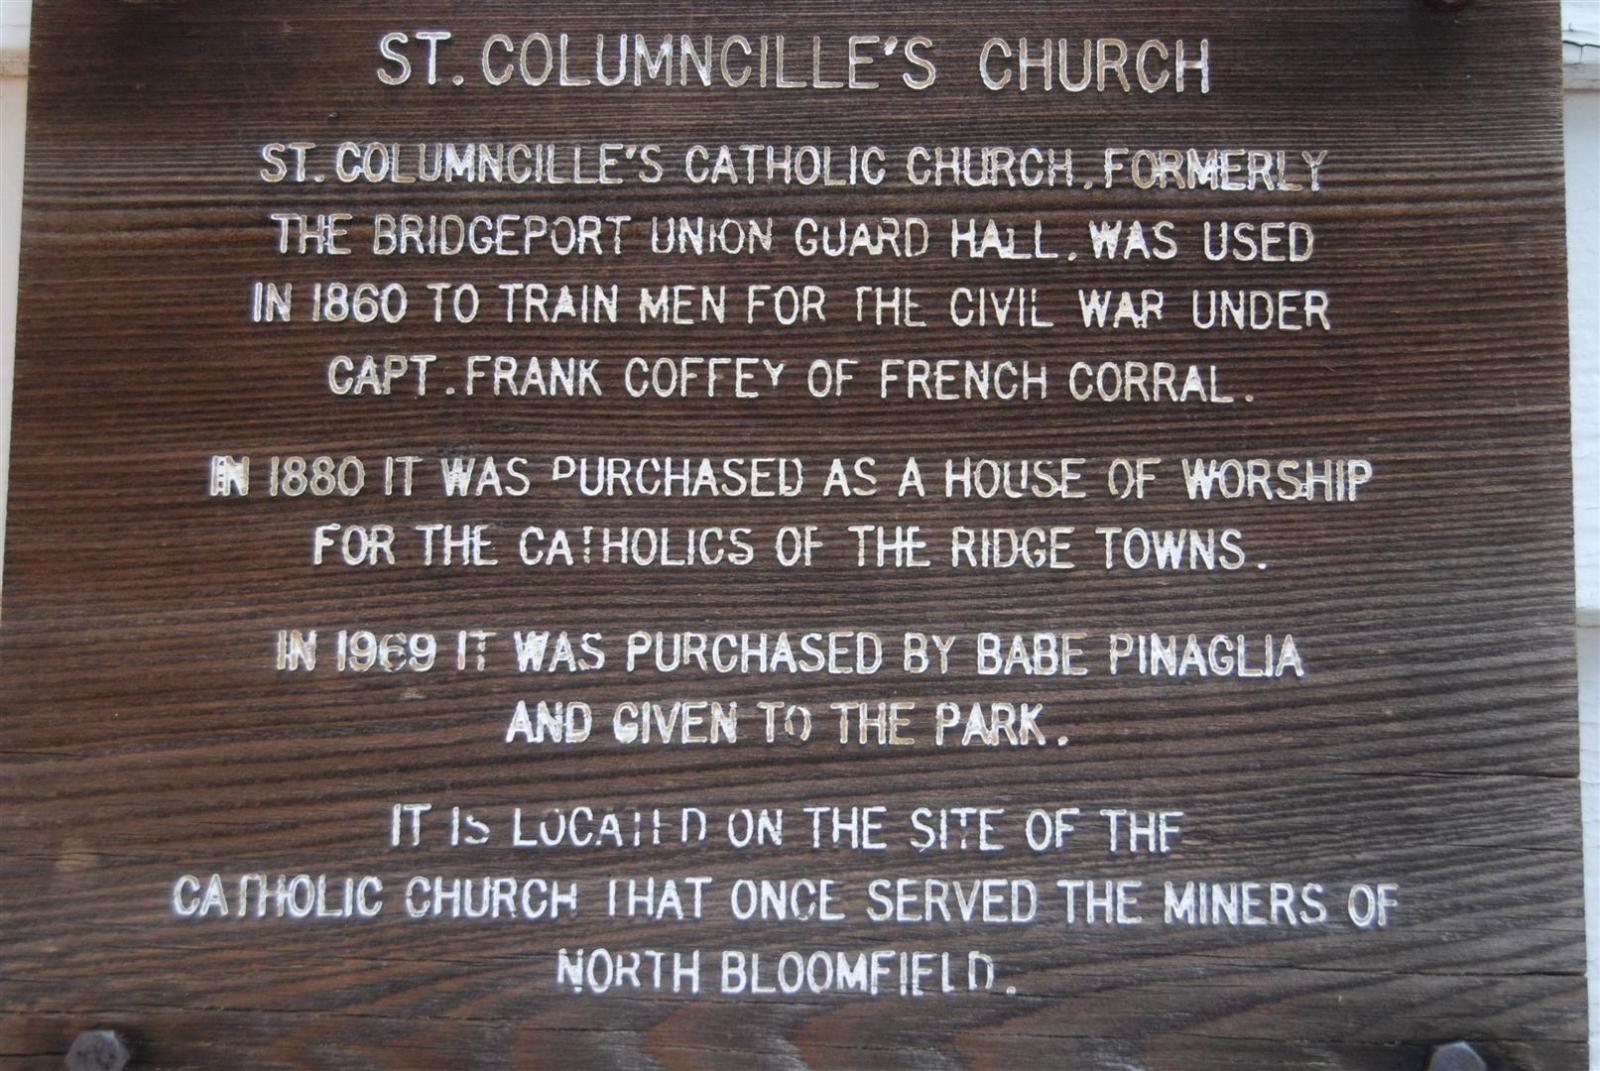 ST. COLUMNCILLE'S CHURCH
ST. COLUMNCILLE'S CATHOLIC CHURCH, FORMERLY
THE BRIDGEPORT UNION GUARD HALL, WAS USED
IN 1860 TO TRAIN MEN FOR THE CIVIL WAR UNDER
CAPT. FRANK COFFEY OF FRENCH CORRAL.
IN 1880 IT WAS PURCHASED AS A HOUSE OF WORSHIP
FOR THE CATHOLICS OF THE RIDGE TOWNS.
IN 1969 IT WAS PURCHASED BY BABE PINAGLIA
AND GIVEN TO THE PARK.
IT IS LOCATED ON THE SITE OF THE
CATHOLIC CHURCH THAT ONCE SERVED THE MINERS OF
NORTH BLOOMFIELD.